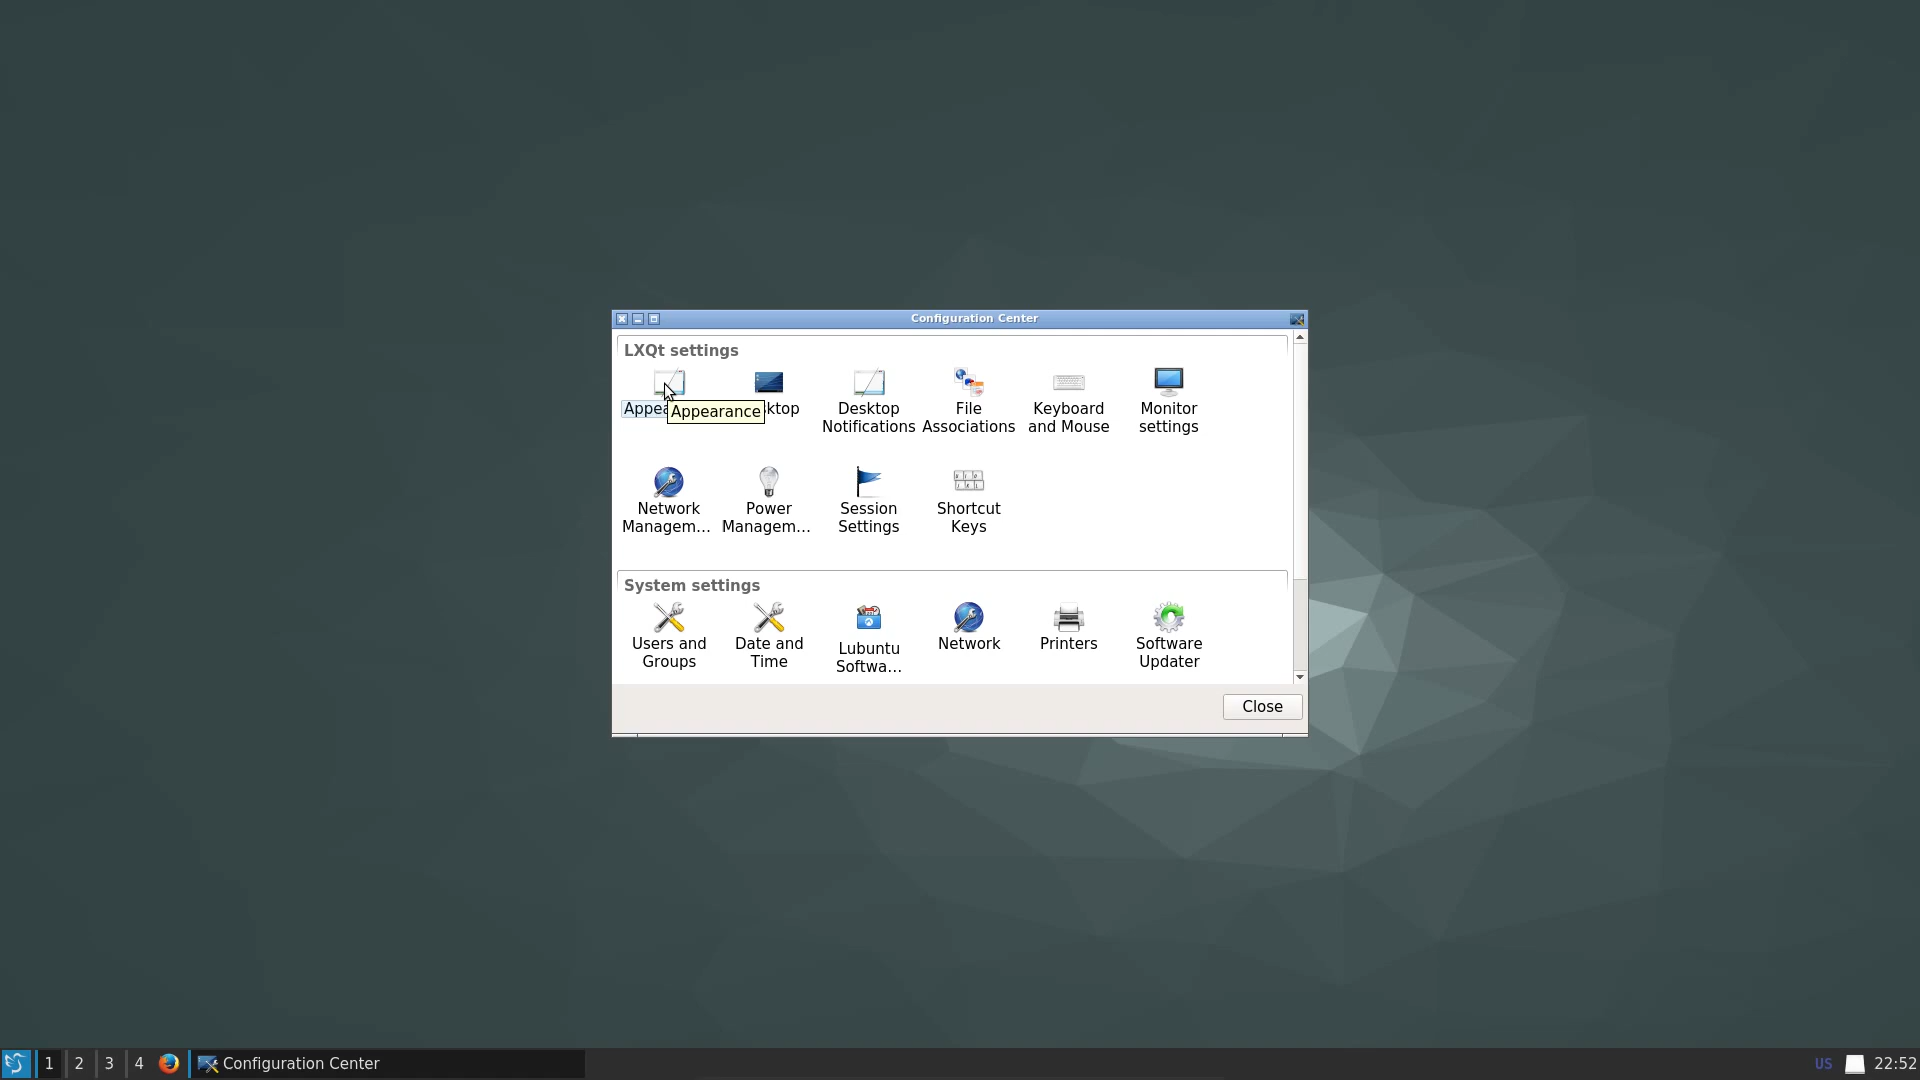 Configuration Center
LXQt settings
Appea
Appearance
ktop
Desktop
Notifications
File
Associations
Keyboard
and Mouse
Monitor
settings
Network
Managem...
Power
Managem...
Session
Settings
Shortcut
Keys
System settings
Users and
Groups
Date and
Time
Lubuntu
Softwa...
Network
Printers
Software
Updater
Close
1
2
3
4
Configuration Center
US
22:52